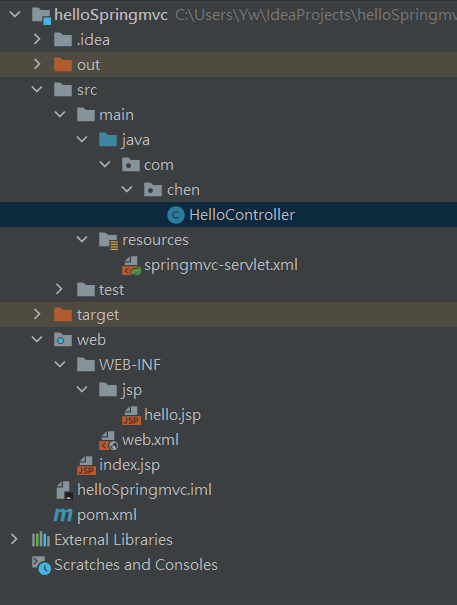 helloSpringmvc C:\Users\Yw\IdeaProjects\helloSpringmv
.idea
out
src
main
java
com
chen
C HelloController
resources
springmvc-servlet.xml
test
target
web
WEB-INF
jsp
JSP hello.jsp
web.xml
JSP index.jsp
helloSpringmvc.iml
m pom.xml
External Libraries
Scratches and Consoles